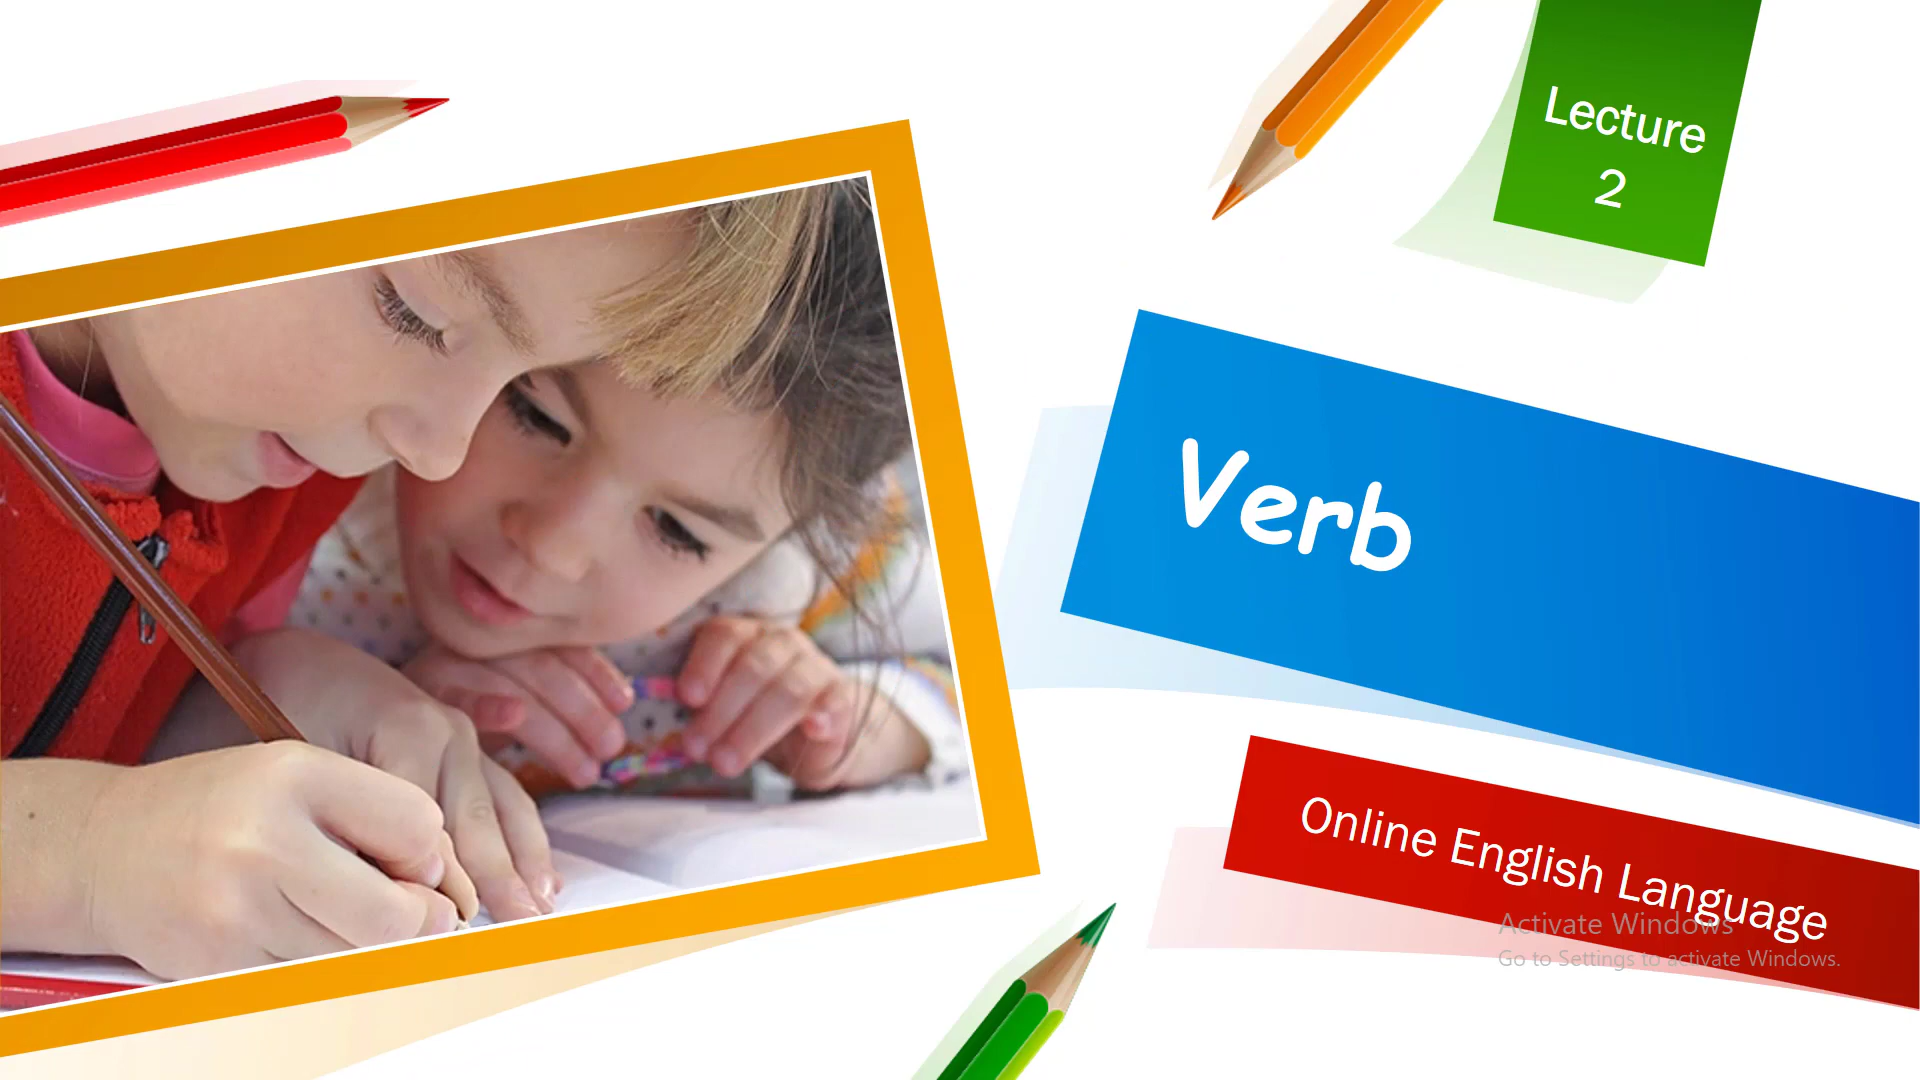 Lecture
2
Verb
Online English Language
Activate Windows
Go to Settings to activate Windows.